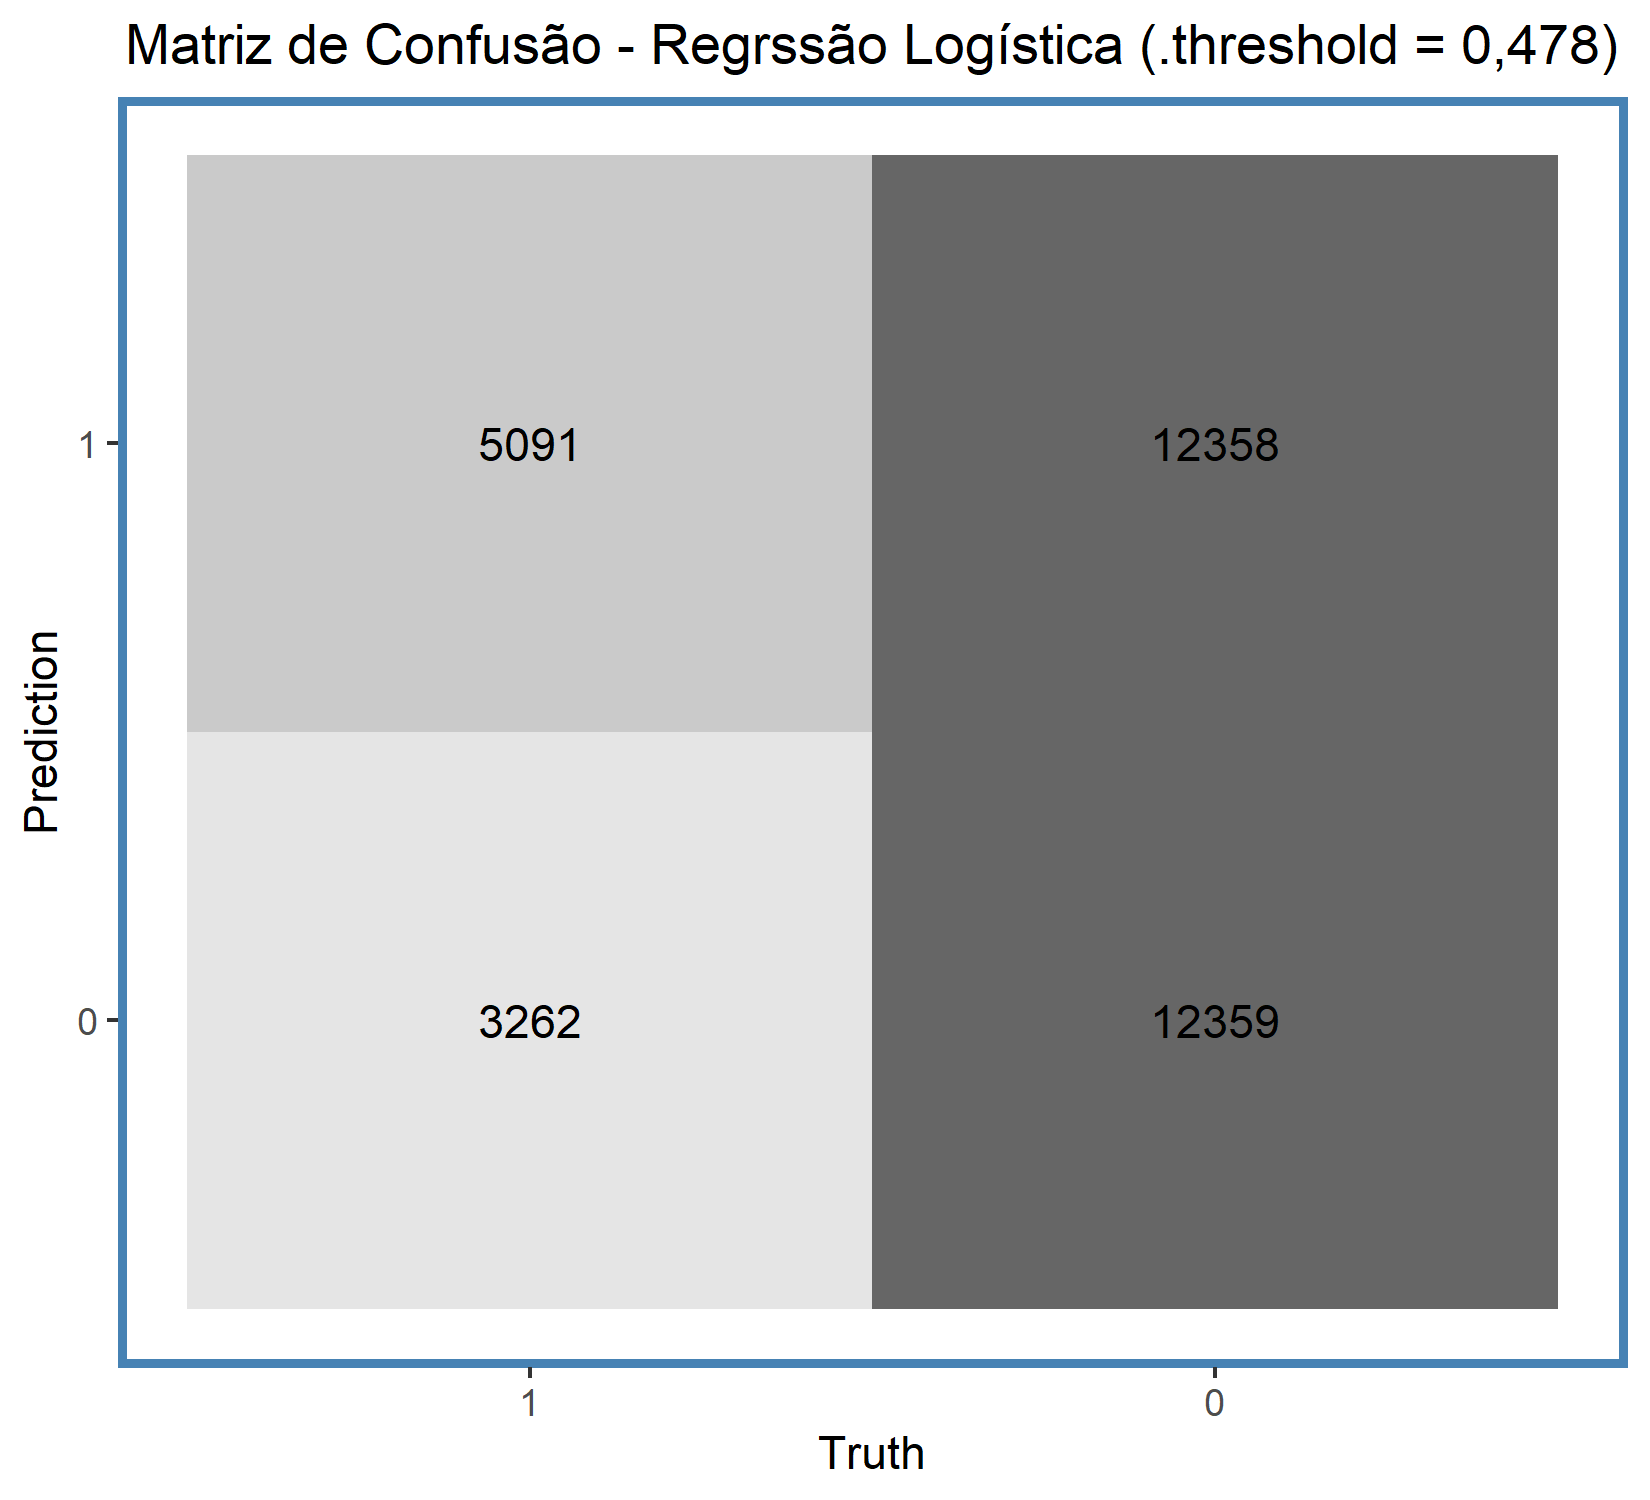 Matriz de Confusão - Regrssão Logística (.threshold = 0,478)
Prediction
1
5091
12358
0
3262
12359
1
0
Truth